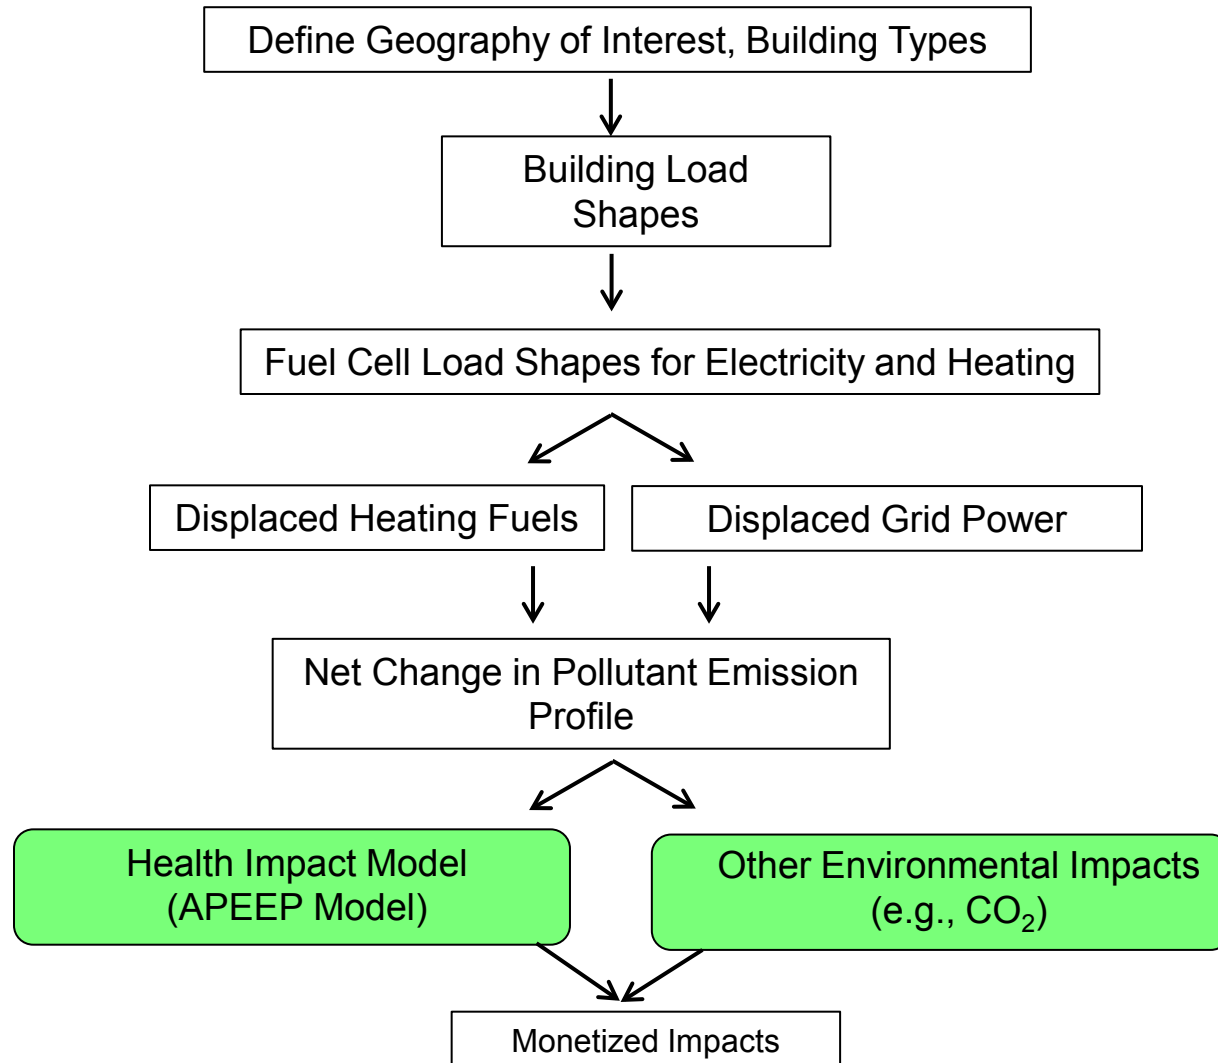 Define Geography of Interest, Building Types
Building Load
Shapes
Fuel Cell Load Shapes for Electricity and Heating
Displaced Heating Fuels
Displaced Grid Power
Net Change in Pollutant Emission
Profile
Health Impact Model
(APEEP Model)
Other Environmental Impacts
(e.g., CO₂)
Monetized Impacts